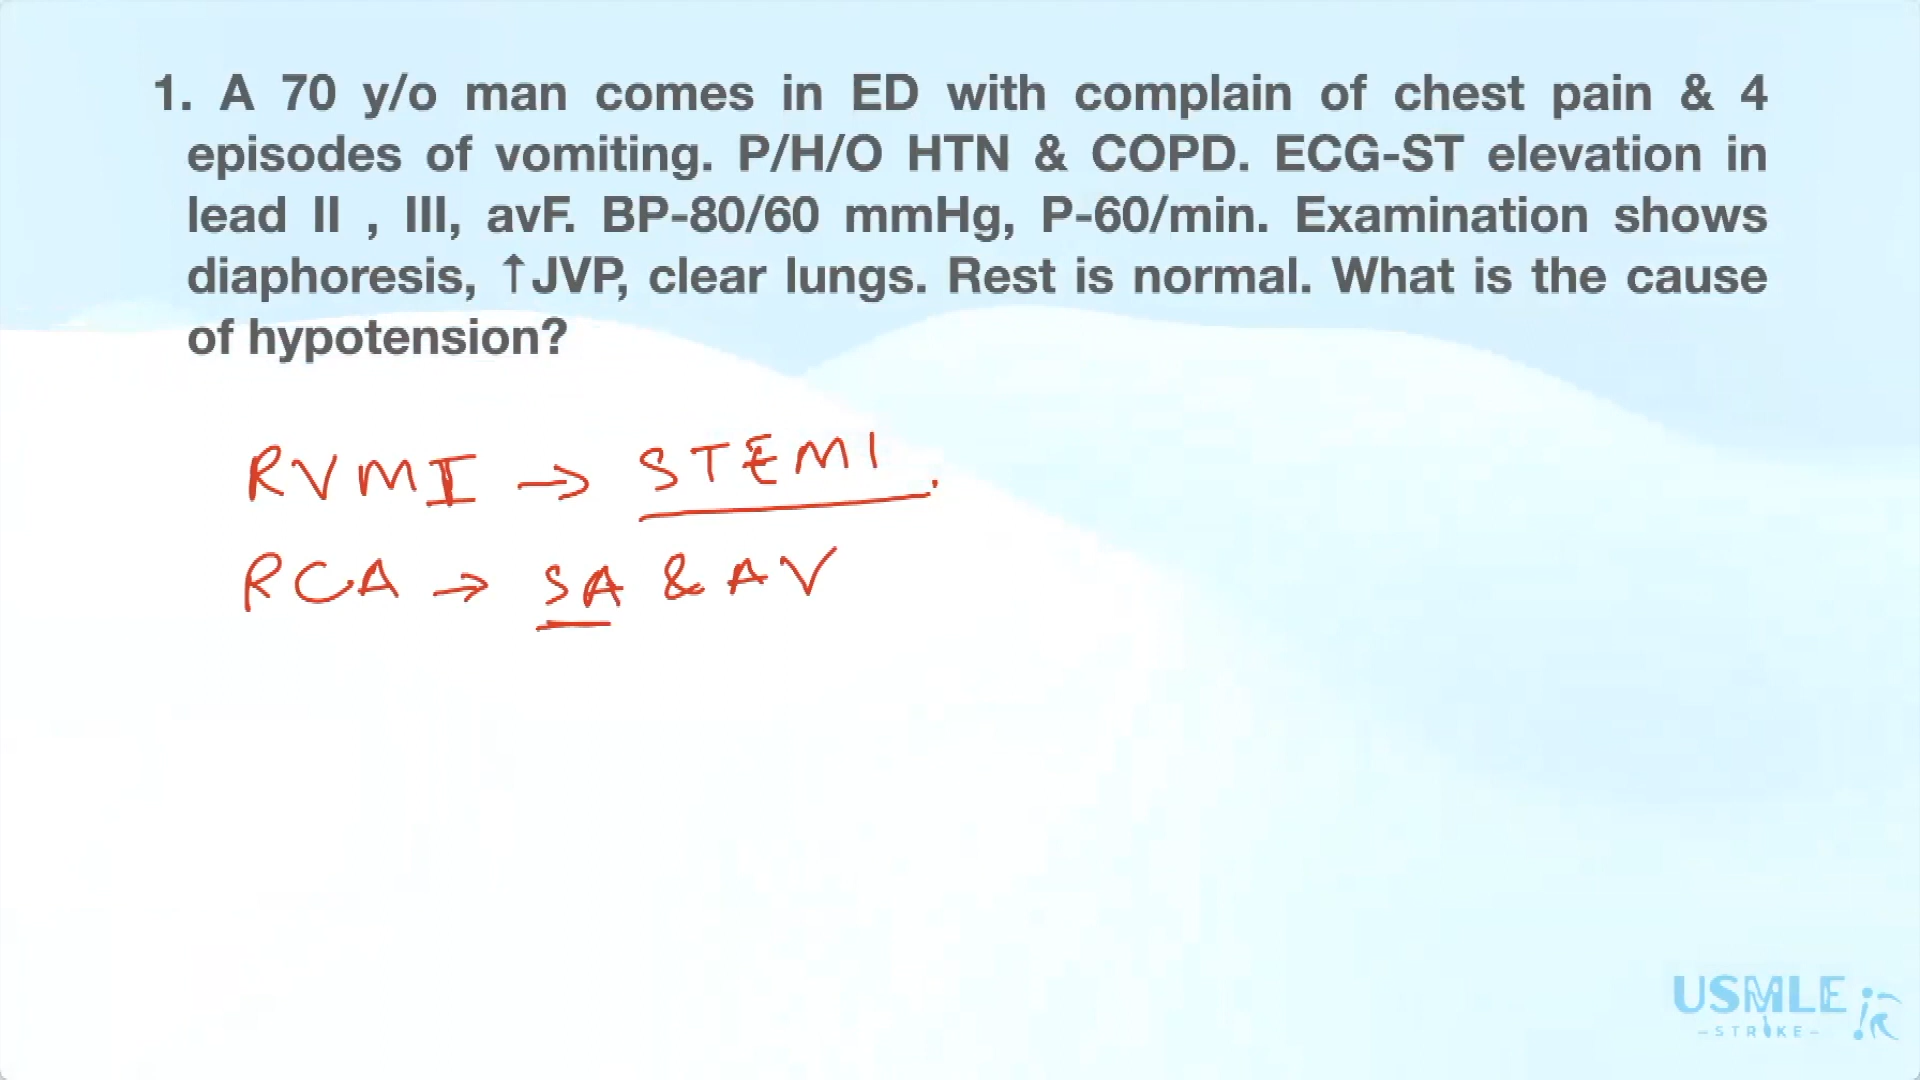 1. A 70 y/o man comes in ED with complain of chest pain & 4
episodes of vomiting. P/H/O HTN & COPD. ECG-ST elevation in
lead II , III, avF. BP-80/60 mmHg, P-60/min. Examination shows
diaphoresis, ↑JVP, clear lungs. Rest is normal. What is the cause
of hypotension?
RVMI → STEMI.
RCA → SA & AV
USMLE
-STRIKE-